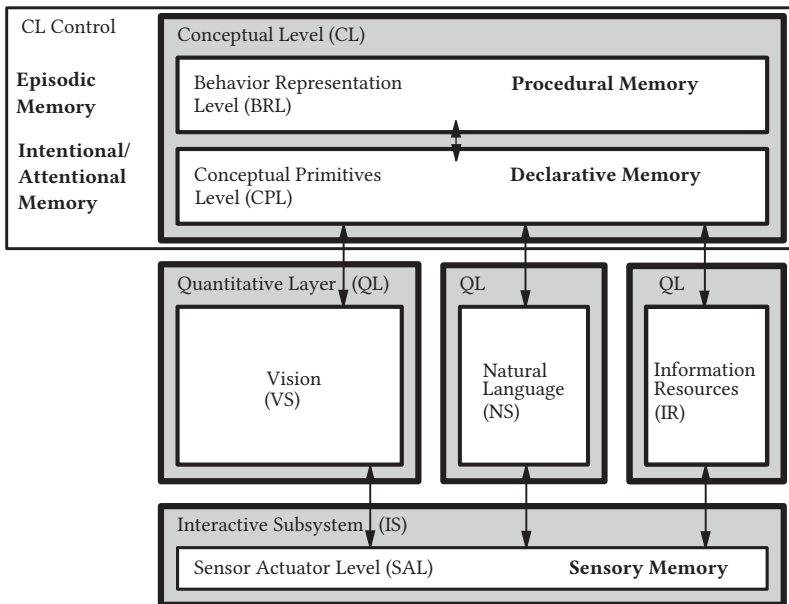 CL Control
Episodic
Memory
Intentional/
Attentional
Memory
Conceptual Level (CL)
Behavior Representation
Level (BRL)
Procedural Memory
Conceptual Primitives
Level (CPL)
Declarative Memory
Quantitative Layer (QL)
Vision
(VS)
QL
Natural
Language
(NS)
QL
Information
Resources
(IR)
Interactive Subsystem (IS)
Sensor Actuator Level (SAL)
Sensory Memory